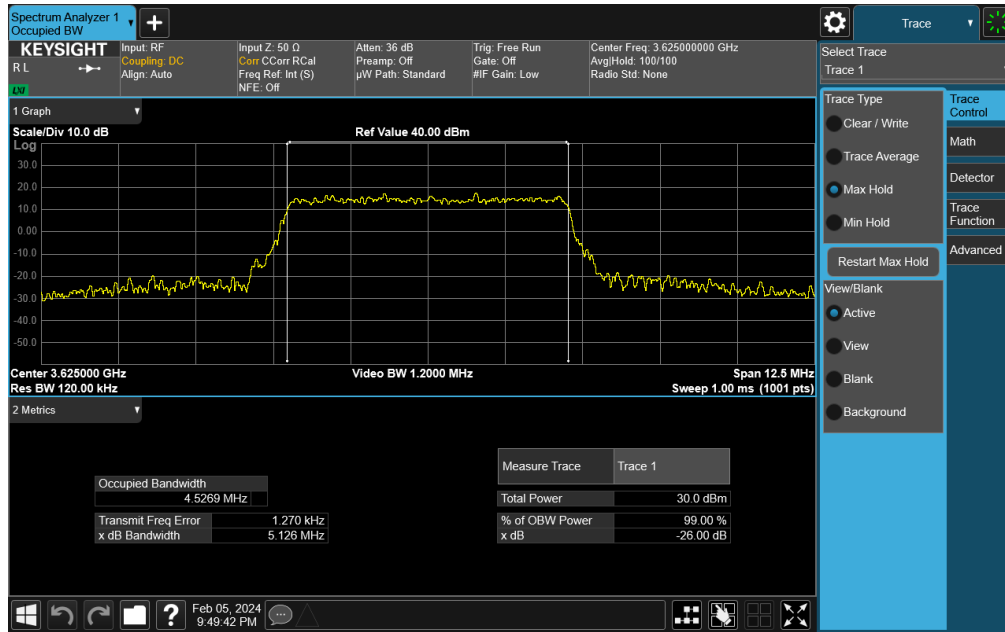 Spectrum Analyzer 1
Occupied BW
KEYSIGHT
R L
LXI
Input: RF
Coupling: DC
Align: Auto
Input Z: 50 Ω
Corr CCorr RCal
Freq Ref: Int (S)
NFE: Off
Atten: 36 dB
Preamp: Off
µW Path: Standard
Trig: Free Run
Gate: Off
#IF Gain: Low
Center Freq: 3.625000000 GHz
Avg|Hold: 100/100
Radio Std: None
1 Graph
Scale/Div 10.0 dB
Ref Value 40.00 dBm
Log
30.0
20.0
10.0
0.00
-10.0
-20.0
-30.0
-40.0
-50.0
Center 3.625000 GHz
Video BW 1.2000 MHz
Span 12.5 MHz
Res BW 120.00 kHz
Sweep 1.00 ms (1001 pts)
2 Metrics
Occupied Bandwidth
4.5269 MHz
Transmit Freq Error 1.270 kHz
x dB Bandwidth 5.126 MHz
Measure Trace Trace 1
Total Power 30.0 dBm
% of OBW Power 99.00 %
x dB -26.00 dB
Feb 05, 2024
9:49:42 PM
Trace
Select Trace
Trace 1
Trace Type
Clear / Write
Trace Average
Max Hold
Min Hold
Restart Max Hold
View/Blank
Active
View
Blank
Background
Trace
Control
Math
Detector
Trace
Function
Advanced